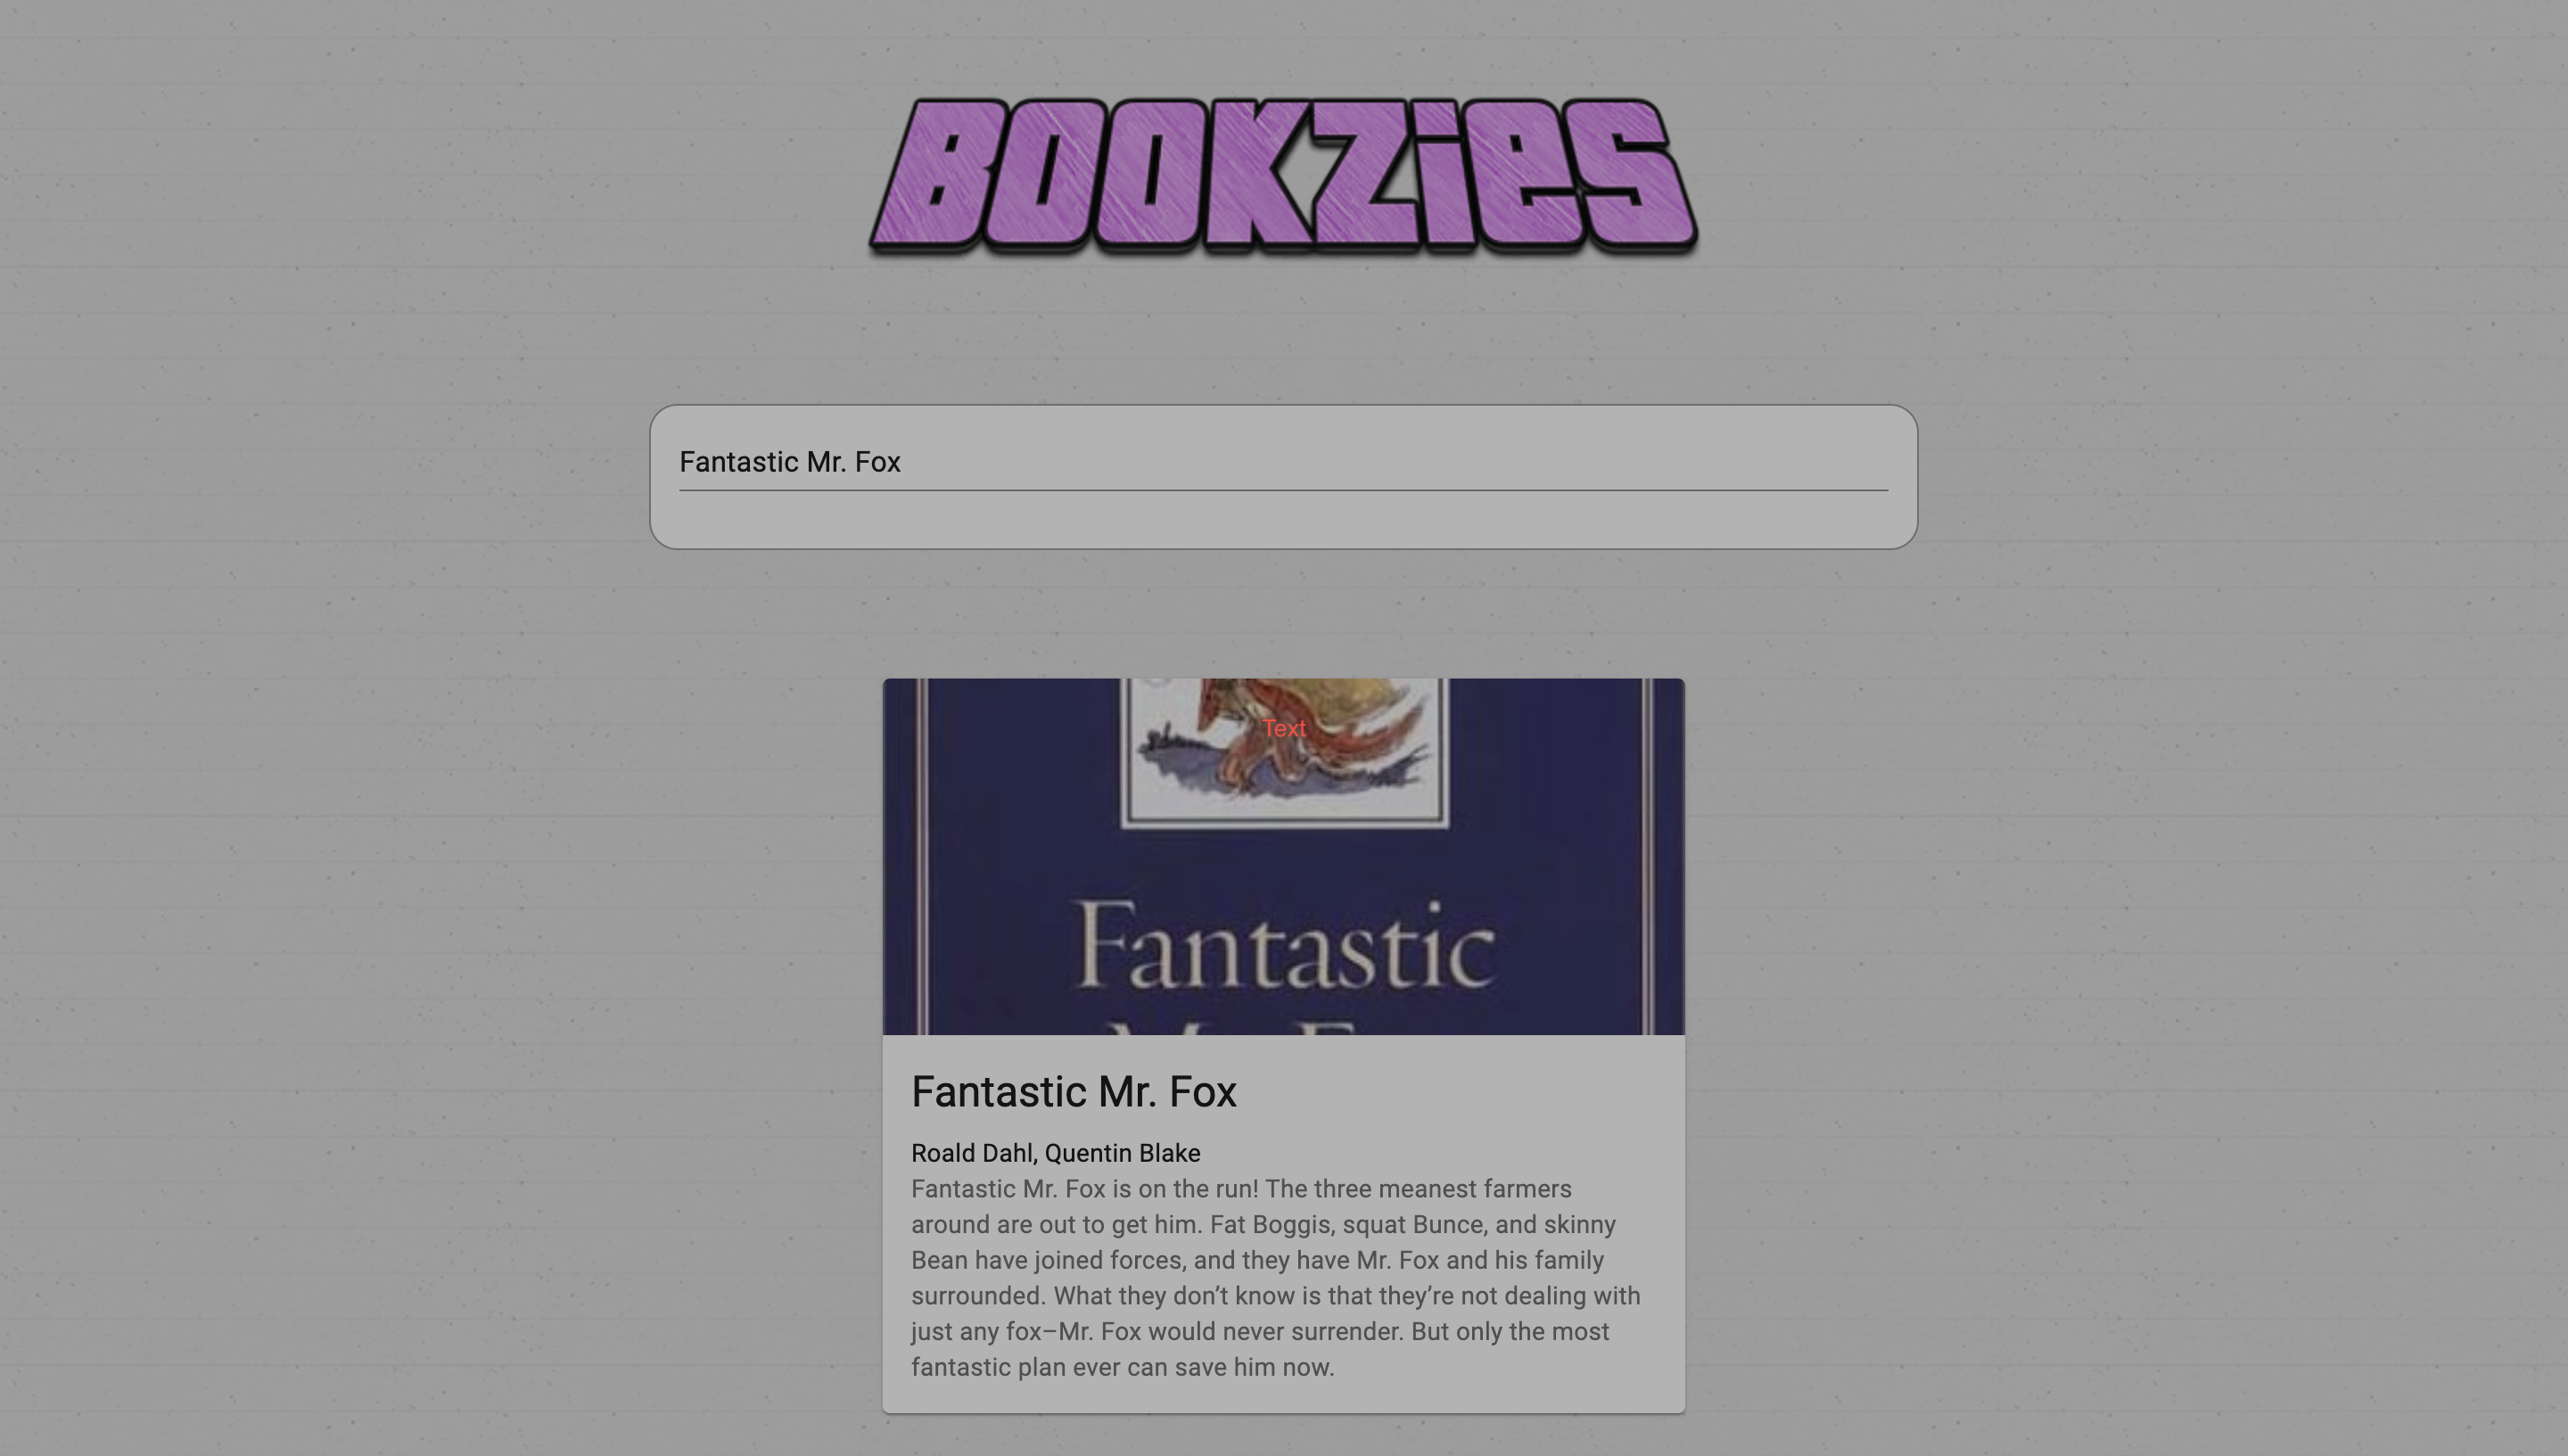 BOOKZies
Fantastic Mr. Fox
Text
Fantastic
Fantastic Mr. Fox
Roald Dahl, Quentin Blake
Fantastic Mr. Fox is on the run! The three meanest farmers
around are out to get him. Fat Boggis, squat Bunce, and skinny
Bean have joined forces, and they have Mr. Fox and his family
surrounded. What they don’t know is that they’re not dealing with
just any fox–Mr. Fox would never surrender. But only the most
fantastic plan ever can save him now.